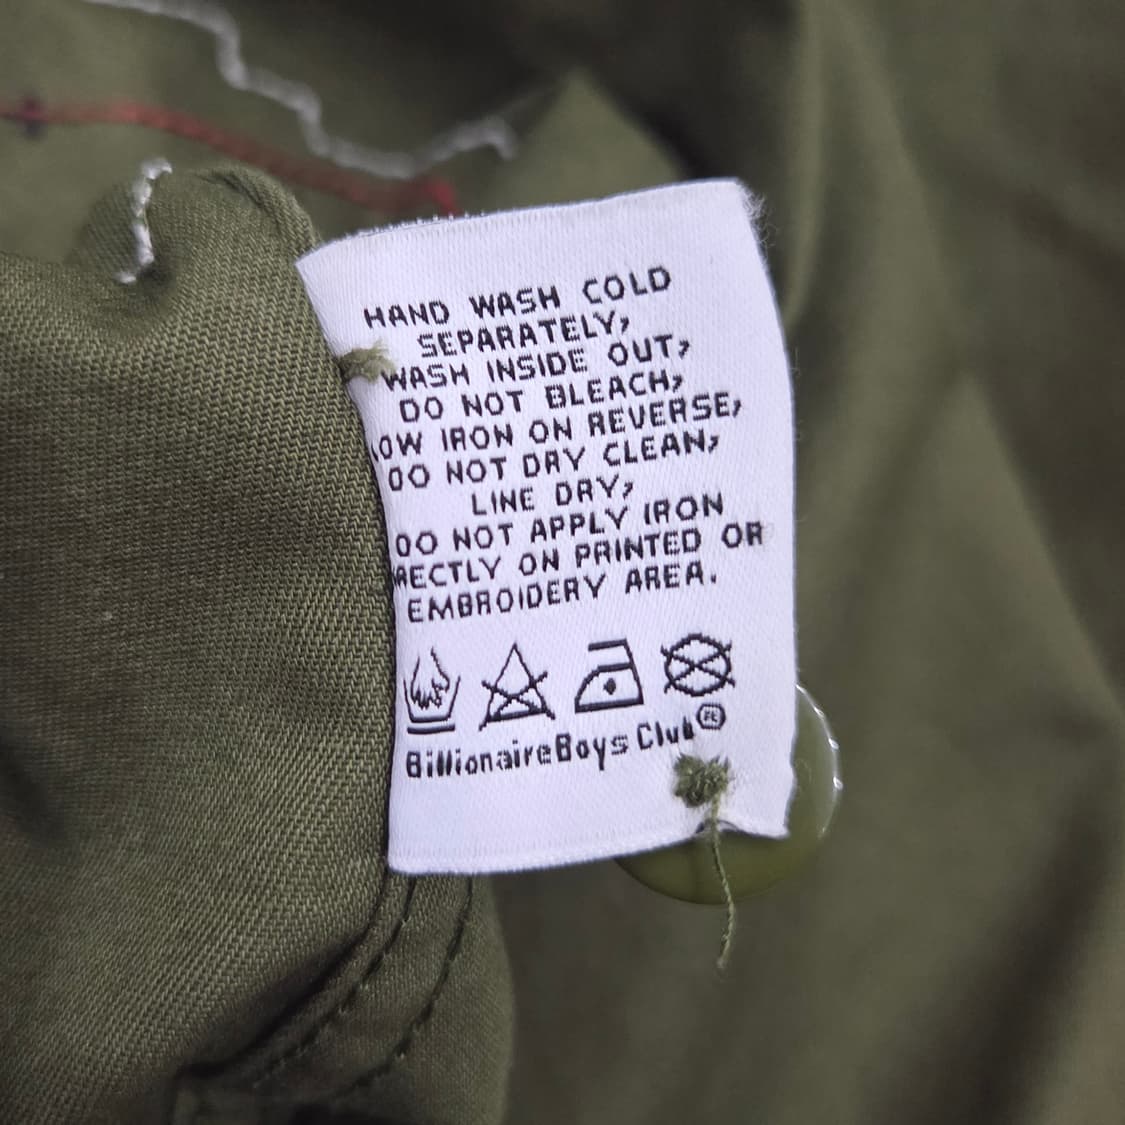 HAND WASH COLD
SEPARATELY,
WASH INSIDE OUT,
DO NOT BLEACH,
LOW IRON ON REVERSE,
DO NOT DRY CLEAN,
LINE DRY,
DO NOT APPLY IRON
RECTLY ON PRINTED OR
EMBROIDERY AREA.
BillionaireBoys Club®